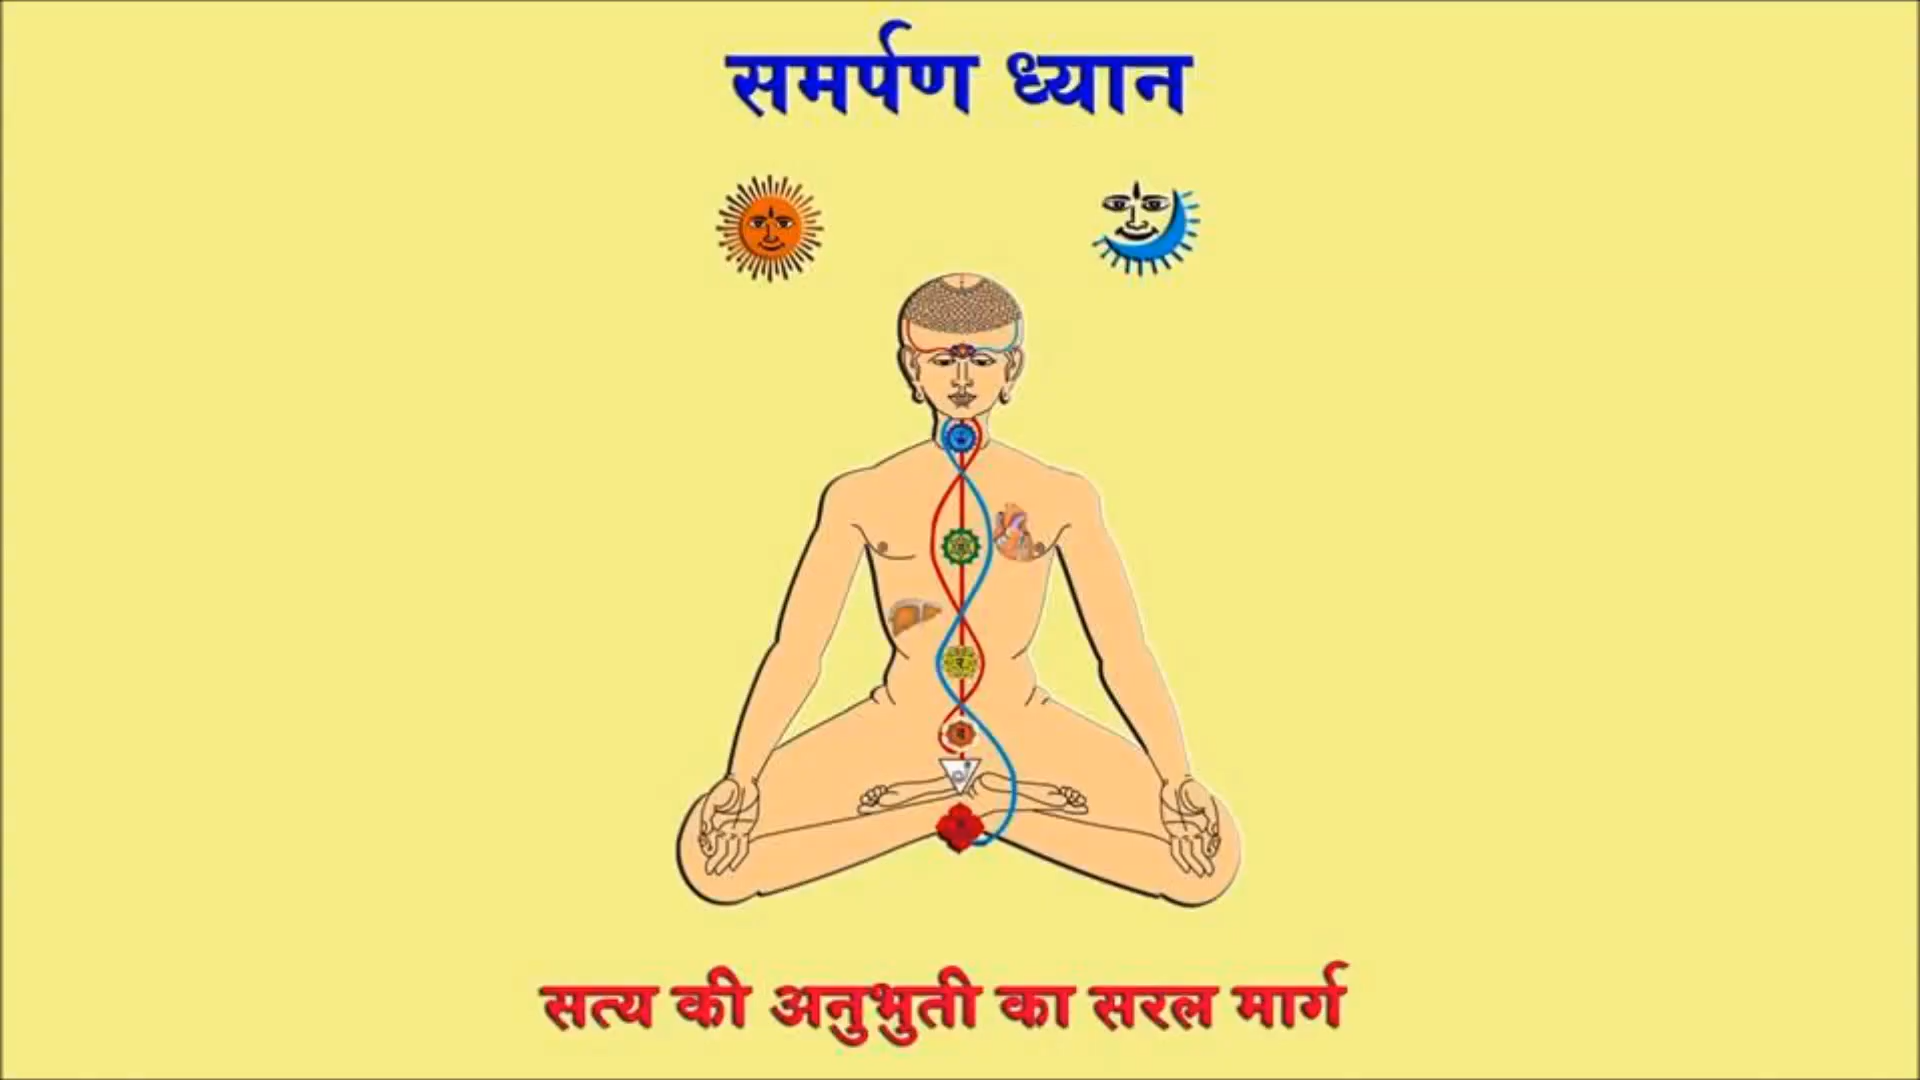 समर्पण ध्यान
र
सत्य की अनुभुती का सरल मार्ग